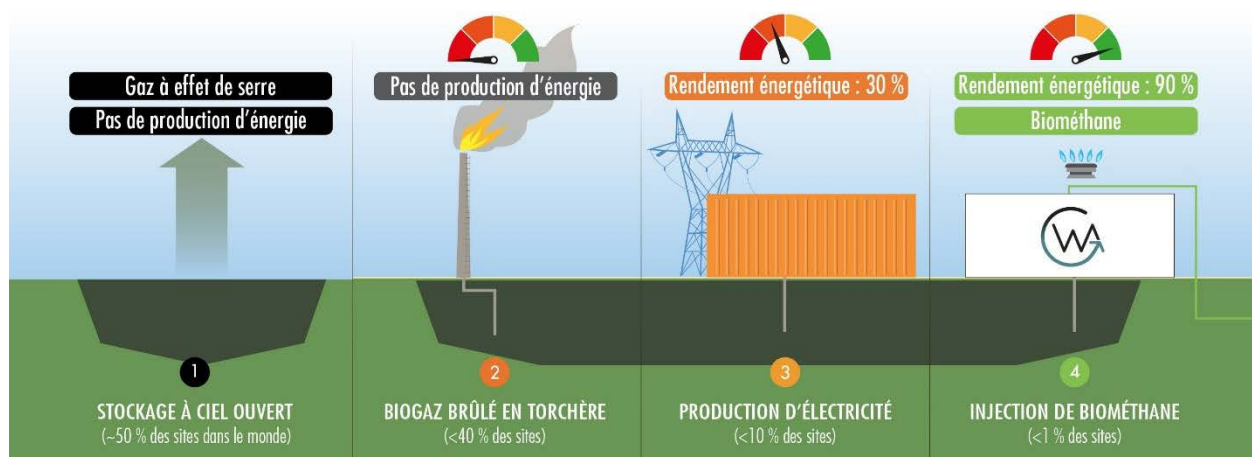 Gaz à effet de serre
Pas de production d'énergie
1
STOCKAGE À CIEL OUVERT
(~50 % des sites dans le monde)
Pas de production d'énergie
2
BIOGAZ BRÛLÉ EN TORCHÈRE
(<40 % des sites)
Rendement énergétique : 30 %
3
PRODUCTION D'ÉLECTRICITÉ
(<10 % des sites)
Rendement énergétique : 90 %
Biométhane
WA
4
INJECTION DE BIOMÉTHANE
(<1 % des sites)